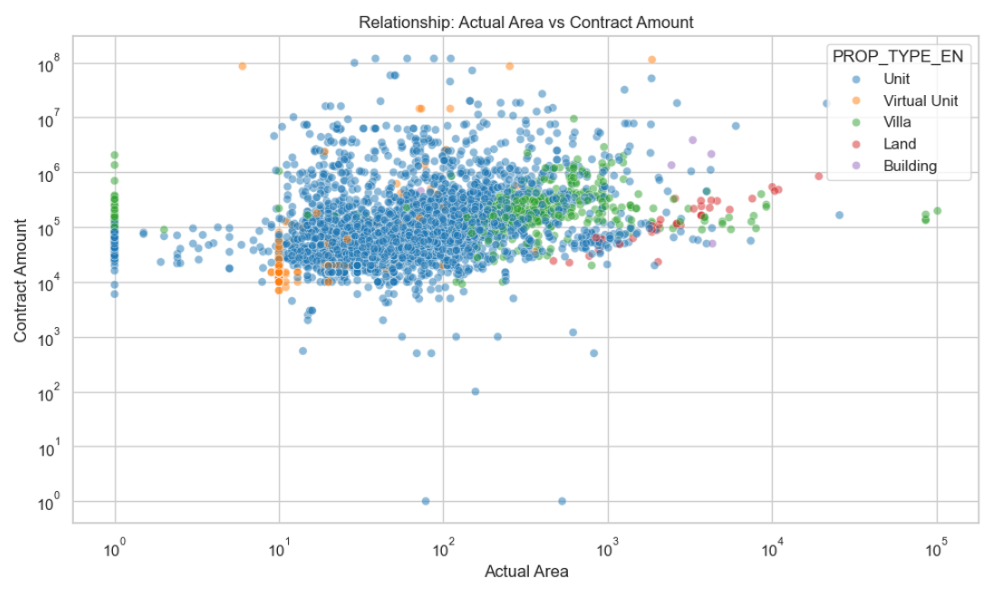 Relationship: Actual Area vs Contract Amount
PROP_TYPE_EN
Unit
Virtual Unit
Villa
Land
Building
Contract Amount
10^8
10^7
10^6
10^5
10^4
10^3
10^2
10^1
10^0
10^0 10^1 10^2 10^3 10^4 10^5
Actual Area